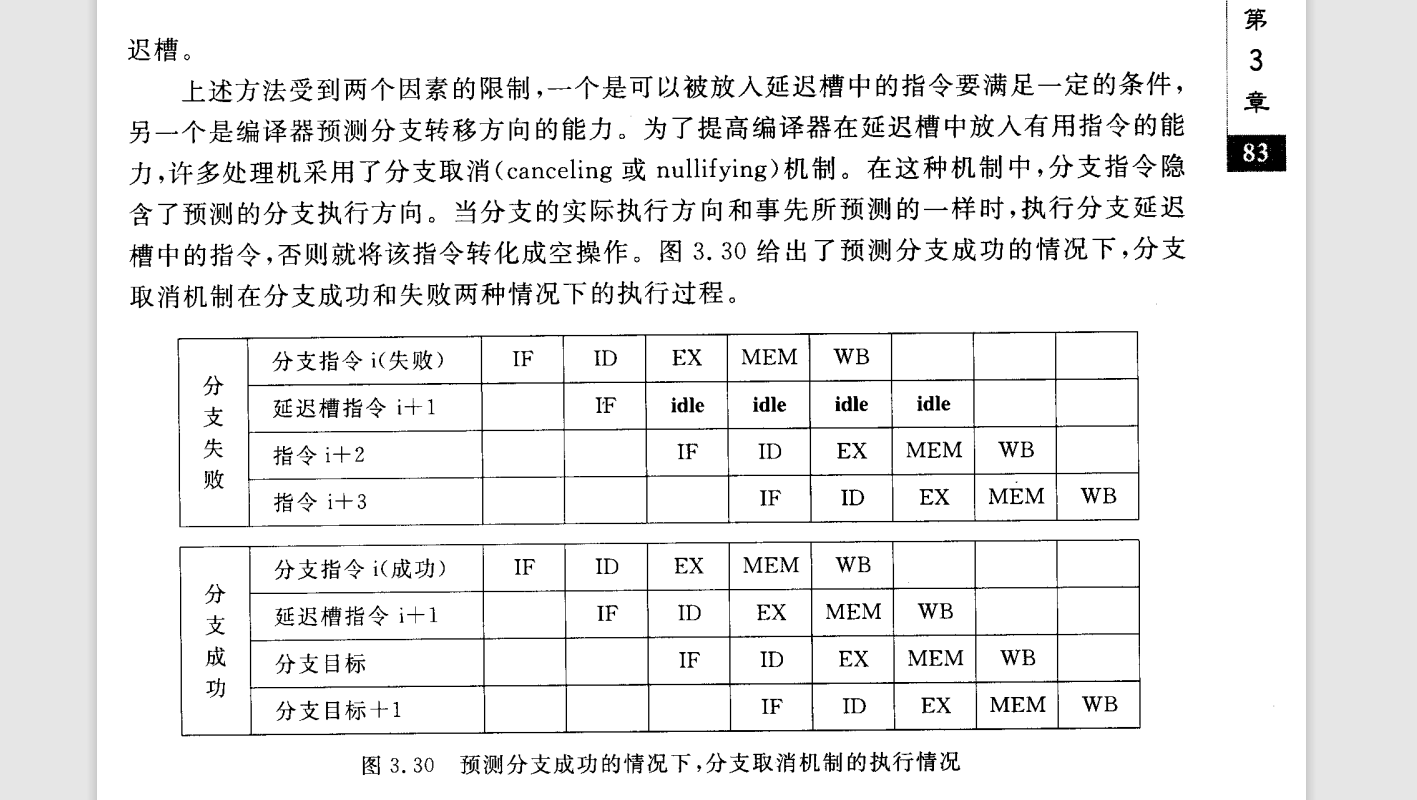 迟槽。
上述方法受到两个因素的限制,一个是可以被放入延迟槽中的指令要满足一定的条件,
另一个是编译器预测分支转移方向的能力。为了提高编译器在延迟槽中放入有用指令的能
力,许多处理机采用了分支取消(canceling 或 nullifying)机制。在这种机制中,分支指令隐
含了预测的分支执行方向。当分支的实际执行方向和事先所预测的一样时,执行分支延迟
槽中的指令,否则就将该指令转化成空操作。图 3.30 给出了预测分支成功的情况下,分支
取消机制在分支成功和失败两种情况下的执行过程。
第
3
章
83
分支失败
分支指令 i(失败) IF ID EX MEM WB
延迟槽指令 i+1 IF idle idle idle idle
指令 i+2 IF ID EX MEM WB
指令 i+3 IF ID EX MEM WB
分支成功
分支指令 i(成功) IF ID EX MEM WB
延迟槽指令 i+1 IF ID EX MEM WB
分支目标 IF ID EX MEM WB
分支目标+1 IF ID EX MEM WB
图 3.30 预测分支成功的情况下,分支取消机制的执行情况